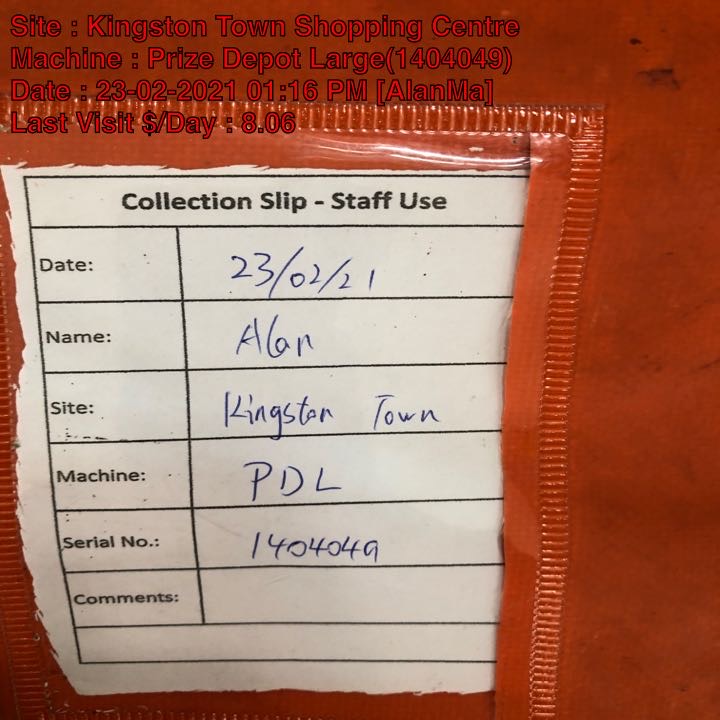 Site : Kingston Town Shopping Centre
Machine : Prize Depot Large(1404049)
Date : 23-02-2021 01:16 PM [AlanMa]
Last Visit $/Day : 8.06
Collection Slip - Staff Use
Date: 23/02/21
Name: Alan
Site: Kingston Town
Machine: PDL
Serial No.: 1404049
Comments: